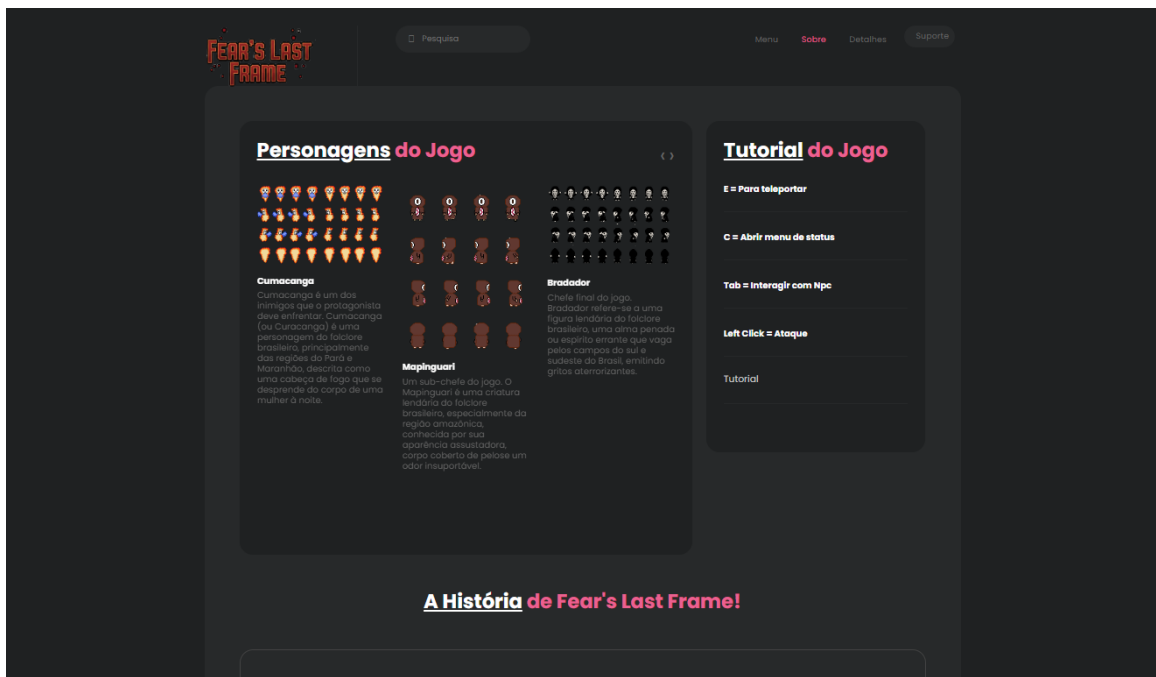 FEAR'S LAST
FRAME
Pesquisa
Menu
Sobre
Detalhes
Suporte
Personagens do Jogo
Cumacanga
Cumacanga é um dos
inimigos que o protagonista
deve enfrentar. Cumacanga
(ou Curacanga) é uma
personagem do folclore
brasileiro, principalmente
das regiões do Pará e
Maranhão, descrita como
uma cabeça de fogo que se
desprende do corpo de uma
mulher à noite.
Mapinguari
Um sub-chefe do jogo. O
Mapinguari é uma criatura
lendária do folclore
brasileiro, especialmente da
região amazônica,
conhecida por sua
aparência assustadora,
corpo coberto de pelose um
odor insuportável.
Bradador
Chefe final do jogo.
Bradador refere-se a uma
figura lendária do folclore
brasileiro, uma alma penada
ou espírito errante que vaga
pelos campos do sul e
sudeste do Brasil, emitindo
gritos aterrorizantes.
Tutorial do Jogo
E = Para teleportar
C = Abrir menu de status
Tab = Interagir com Npc
Left Click = Ataque
Tutorial
A História de Fear's Last Frame!